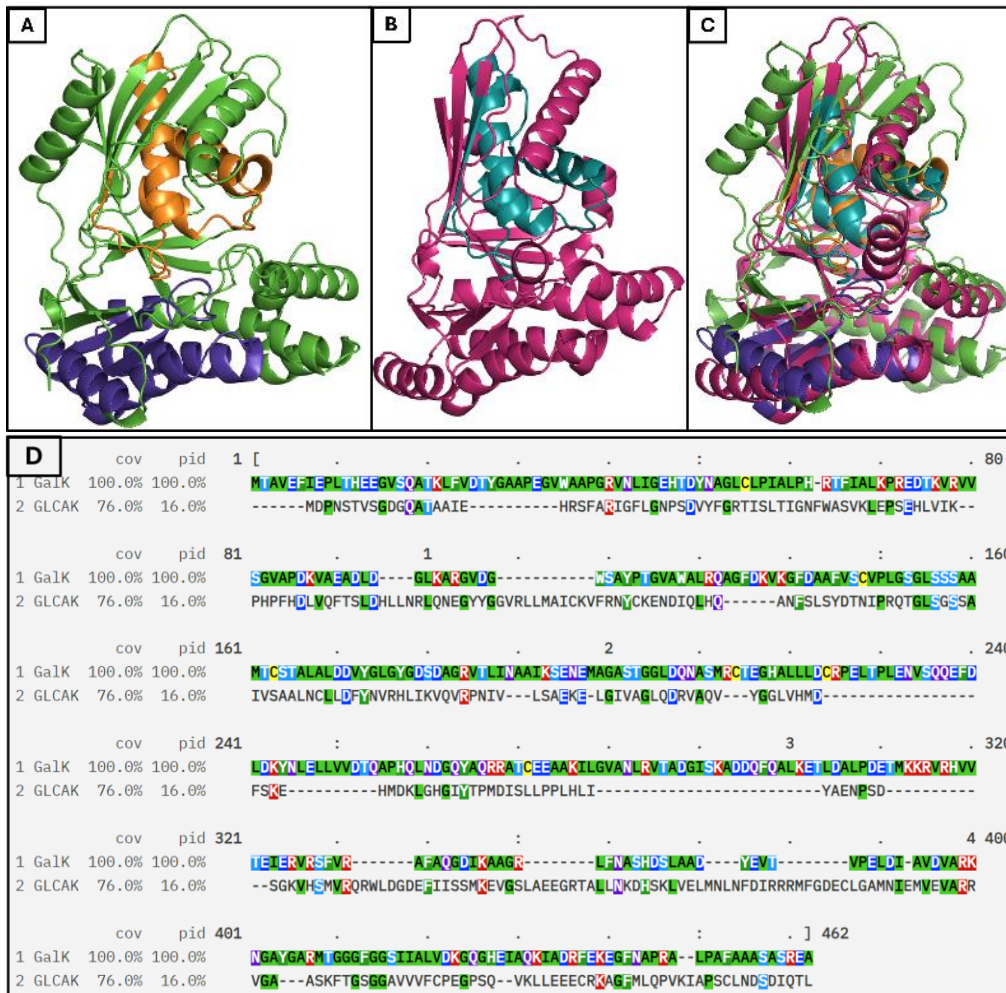 A
B
C
D
cov pid 1 [ . . . . : . . . 80
1 GalK 100.0% 100.0% MTAVEFIEPLTHEEGVSQATKLFVDTYGAAPEGVWAAPGRVNLIGEHTDYNAGLCLPIALPH-RTFIALKPREDTKVRVV
2 GLCAK 76.0% 16.0% ------MDPNSTVSGDGQATAAIE----------HRSFARIGFLGNPSDVYFGRTISLTIGNFWASVKLEPSEHLVIK--
cov pid 81 . 1 . . . . : . 160
1 GalK 100.0% 100.0% SGVAPDKVAEADLD----GLKARGVDG-----------WSAYPTGVAWALRQAGFDKVKGFDAAFVSCVPLGSGLSSSAA
2 GLCAK 76.0% 16.0% PHPFHDLVQFTSLDHLLNRLQNEGYYGGVRLLMAICKVFRNYCKENDIQLHQ------ANFSLSYDTNIPRQTGLSGSSA
cov pid 161 . . . 2 . . . . 240
1 GalK 100.0% 100.0% MTCSTALALDDVYGLGYGDSDAGRVTLINAAIKSENEMAGASTGGLDQNASMRCTEGHALLLDCRPELTPLENVSQQEFD
2 GLCAK 76.0% 16.0% IVSAALNCLLDFYNVRHLIKVQVRPNIV---LSAEKE-LGIVAGLQDRVAQV---YGGLVHMD-----------------
cov pid 241 : . . . . 3 . . 320
1 GalK 100.0% 100.0% LDKYNLELLVVDTQAPHQLNDGQYAQRRATCEEAAKILGVANLRVTADGISKADDQFQALKETLDALPDETMKKRVRHVV
2 GLCAK 76.0% 16.0% FSKE----------HMDKLGHGIYTPMDISLLPPLHLI-------------------------YAENPSD----------
cov pid 321 . . : . . . . 4 400
1 GalK 100.0% 100.0% TEIERVRSFVR-------AFAQGDIKAAGR--------LFNASHDSLAAD----YEVT--------VPELDI-AVDVARK
2 GLCAK 76.0% 16.0% --SGKVHSMVRQRWLDGDEFIISSMKEVGSLAEEGRTALLNKDHSKLVELMNLNFDIRRRMFGDECLGAMNIEMVEVARR
cov pid 401 . . . . : . ] 462
1 GalK 100.0% 100.0% NGAYGARMTGGGFGGSIIALVDKGQGHEIAQKIADRFEKEGFNAPRA--LPAFAAASASREA
2 GLCAK 76.0% 16.0% VGA---ASKFTGSGGAVVVFCPEGPSQ--VKLLEEECRKAGFMLQPVKIAPSCLNDSDIQTL